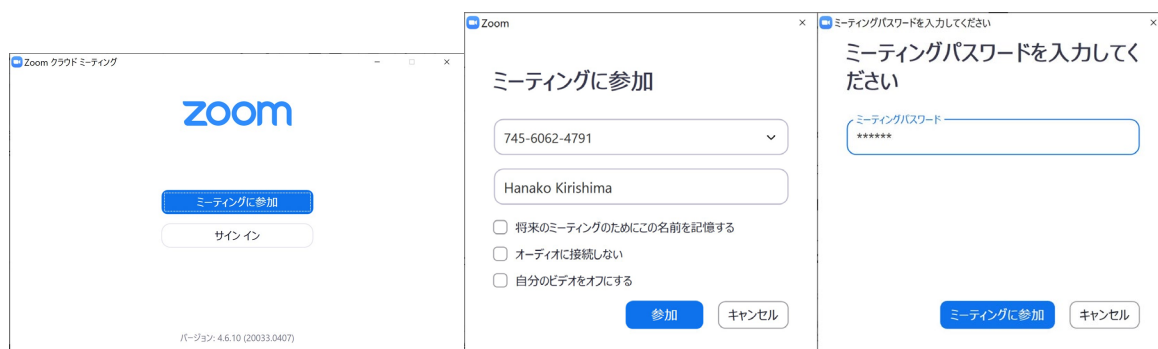 Zoom クラウド ミーティング
zoom
ミーティングに参加
サイン イン
バージョン: 4.6.10 (20033.0407)
Zoom
ミーティングに参加
745-6062-4791
Hanako Kirishima
将来のミーティングのためにこの名前を記憶する
オーディオに接続しない
自分のビデオをオフにする
参加
キャンセル
ミーティングパスワードを入力してください
ミーティングパスワードを入力してく
ださい
ミーティングパスワード
******
ミーティングに参加
キャンセル